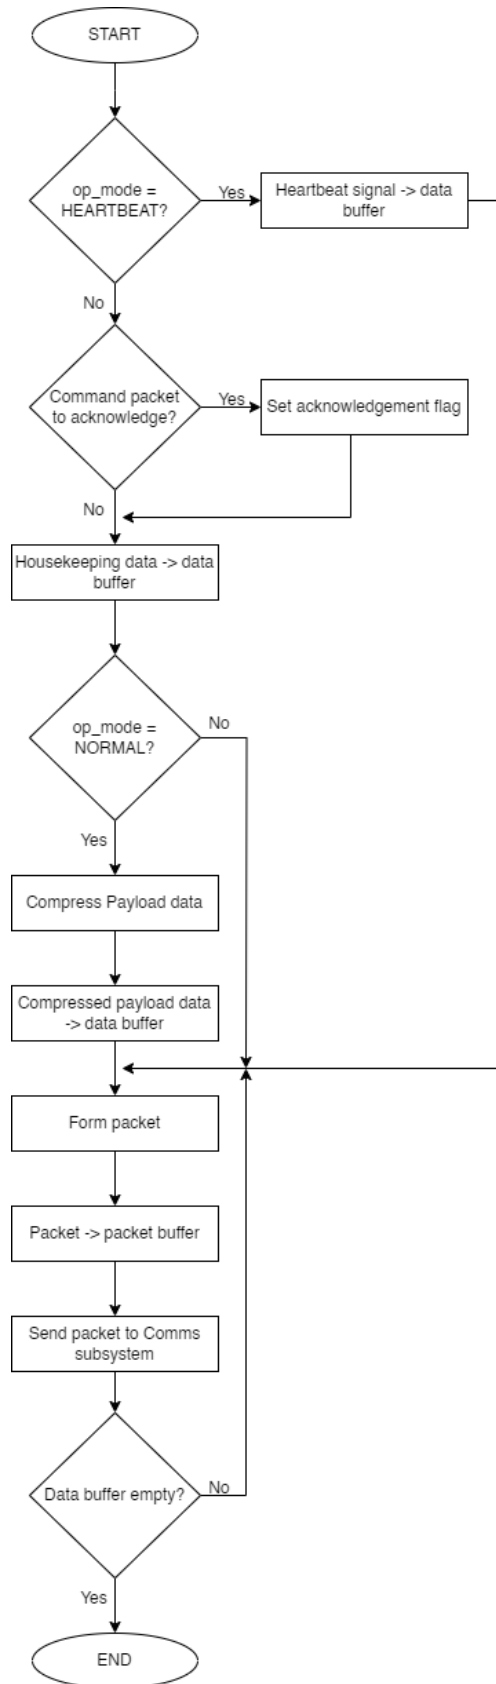 START
op_mode =
HEARTBEAT?
Yes
Heartbeat signal -> data
buffer
No
Command packet
to acknowledge?
Yes
Set acknowledgement flag
No
Housekeeping data -> data
buffer
op_mode =
NORMAL?
No
Yes
Compress Payload data
Compressed payload data
-> data buffer
Form packet
Packet -> packet buffer
Send packet to Comms
subsystem
Data buffer empty?
No
Yes
END